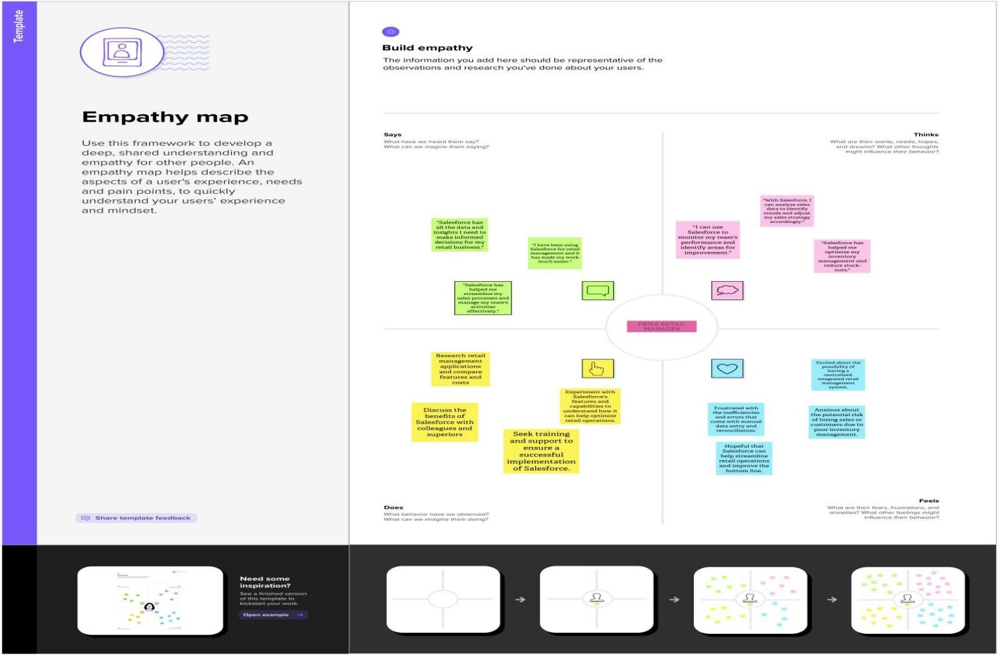 Template
Empathy map
Use this framework to develop a
deep, shared understanding and
empathy for other people. An
empathy map helps describe the
aspects of a user's experience, needs
and pain points, to quickly
understand your users' experience
and mindset.
Share template feedback
Build empathy
The information you add here should be representative of the
observations and research you've done about your users.
Says
What have we heard them say?
What can we magine them saying?
Thinks
What are their wants, needs, hopes,
and dreams? What other thoughts
might influence their behavior?
"Salesforce has
all the data and
insights I need to
make informed
decisions for my
retail business."
"I have been using
Salesforce for retail
management and it
has made my work
much easier."
"Salesforce has
helped me
streamline my
sales processes and
manage my team's
activities
effectively."
"With Salesforce, I
can analyze sales
data to identify
trends and adjust
my sales strategy
accordingly."
"I can use
Salesforce to
monitor my team's
performance and
identify areas for
improvement."
"Salesforce has
helped me
optimize my
inventory
management and
reduce stock-
outs."
PRIYA RETAIL
MANAGER
Research retail
management
applications
and compare
features and
costs
Discuss the
benefits of
Salesforce with
colleagues and
superiors
Experiment with
Salesforce's
features and
capabilities to
understand how it
can help optimize
retail operations.
Seek training
and support to
ensure a
successful
implementation
of Salesforce.
Excited about the
possibility of
having a
centralized,
integrated retail
management
system.
Frustrated with
the inefficiencies
and errors that
come with manual
data entry and
reconciliation.
Anxious about
the potential risk
of losing sales or
customers due to
poor inventory
management.
Hopeful that
Salesforce can
help streamline
retail operations
and improve the
bottom line.
Does
What behavior have we observed?
What can we imagine them doing?
Feels
What are their fears, frustrations, and
anxieties? What other feelings might
influence their behavior?
Need some
inspiration?
See a finished version
of this template to
kickstart your work.
Open example